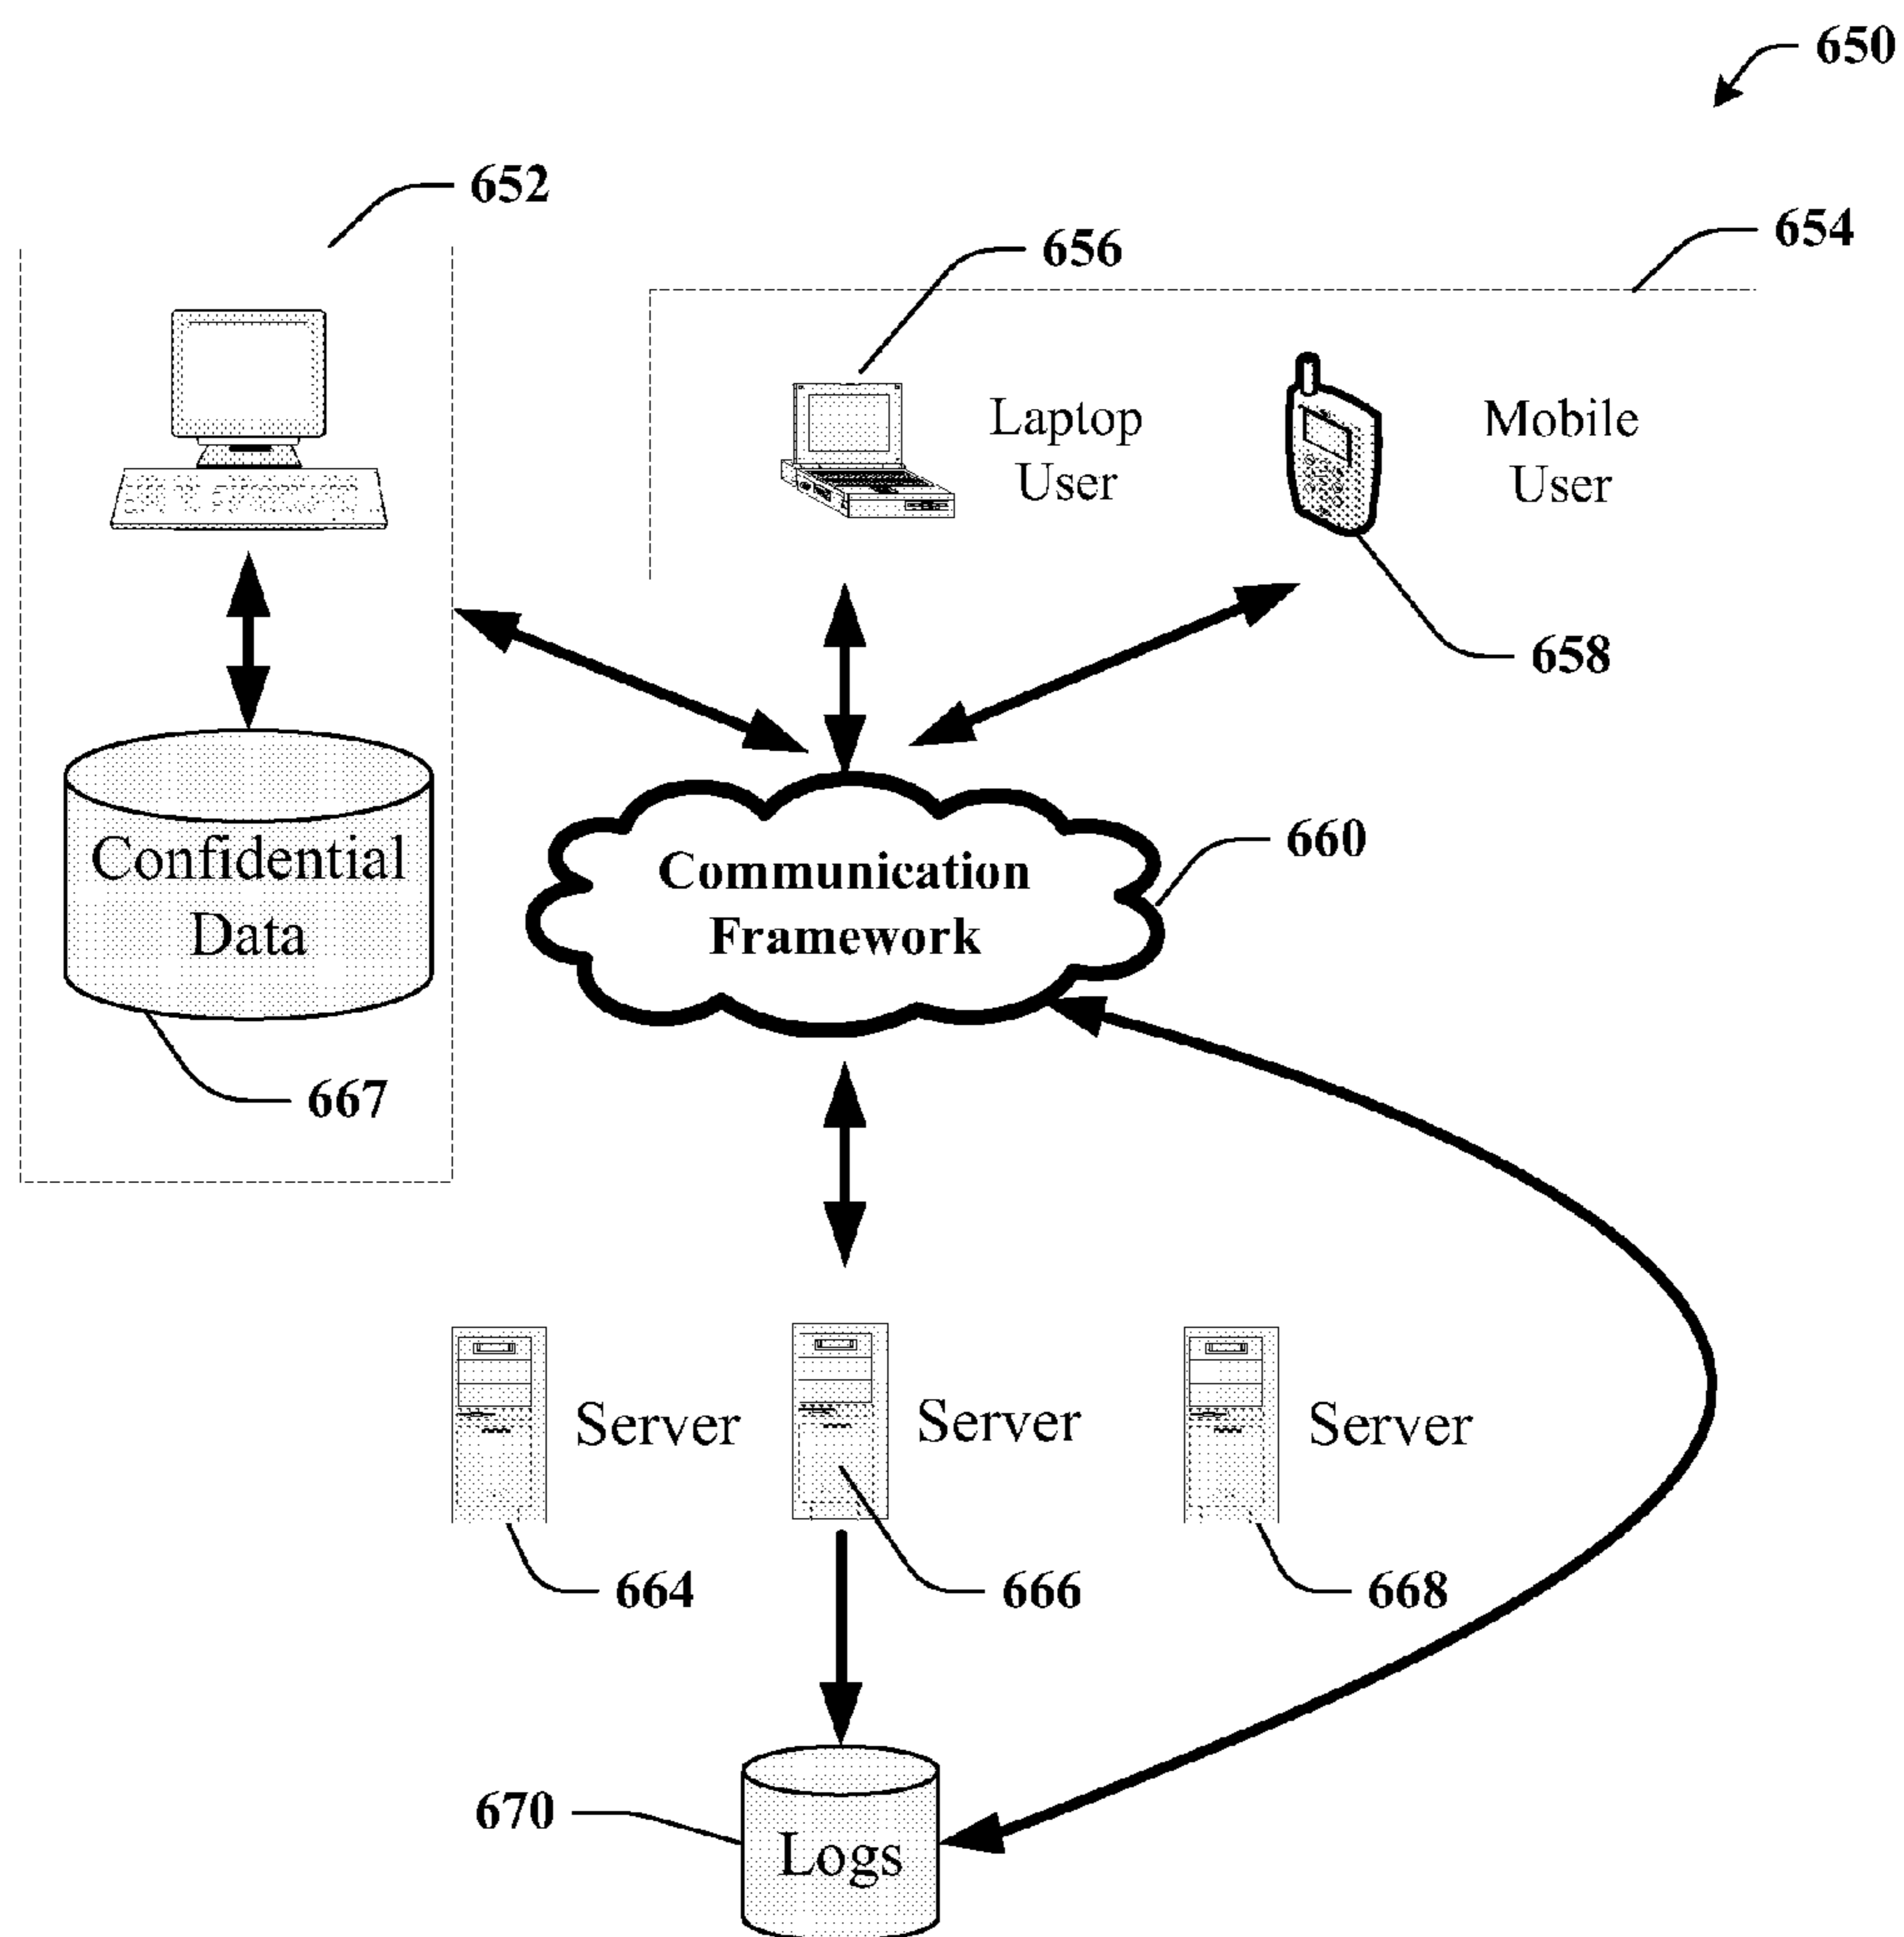 650
652
654
656
Laptop
User
Mobile
User
658
Confidential
Data
667
Communication
Framework
660
Server
Server
Server
664
666
668
670
Logs